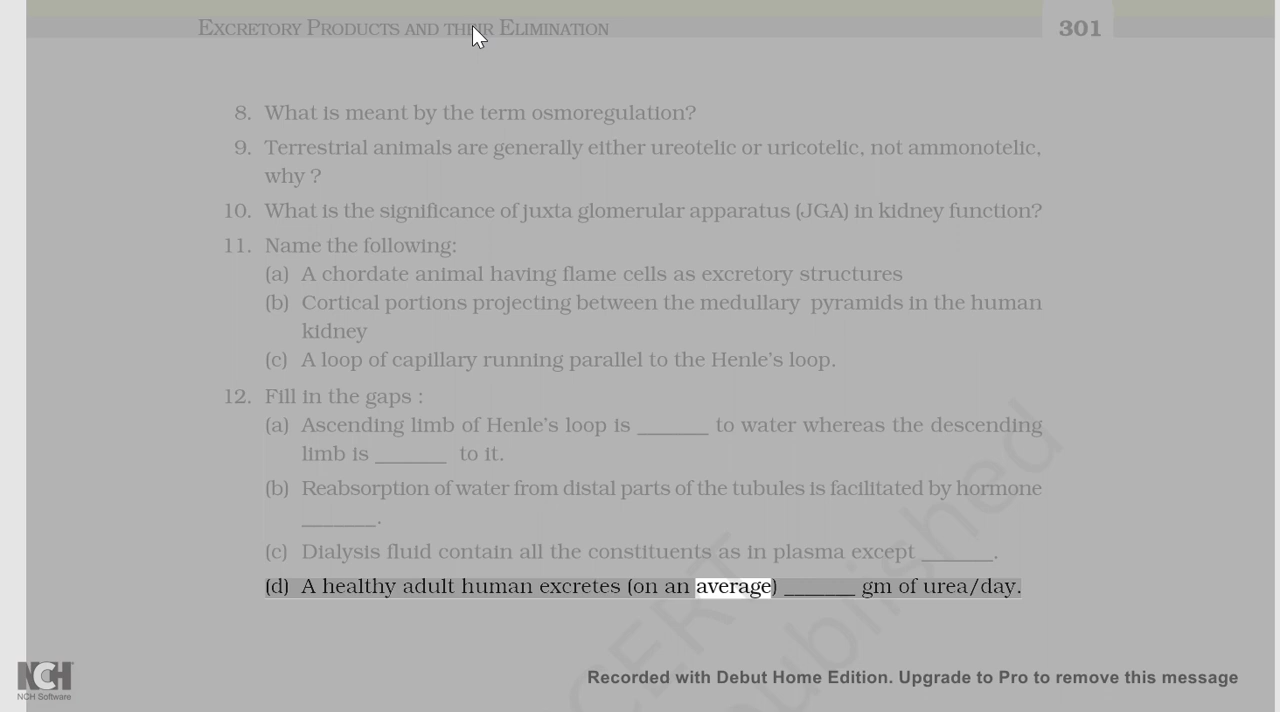 EXCRETORY PRODUCTS AND THEIR ELIMINATION 301
8. What is meant by the term osmoregulation?
9. Terrestrial animals are generally either ureotelic or uricotelic, not ammonotelic,
why ?
10. What is the significance of juxta glomerular apparatus (JGA) in kidney function?
11. Name the following:
(a) A chordate animal having flame cells as excretory structures
(b) Cortical portions projecting between the medullary pyramids in the human
kidney
(c) A loop of capillary running parallel to the Henle's loop.
12. Fill in the gaps :
(a) Ascending limb of Henle's loop is _______ to water whereas the descending
limb is _______ to it.
(b) Reabsorption of water from distal parts of the tubules is facilitated by hormone
_______.
(c) Dialysis fluid contain all the constituents as in plasma except _______.
(d) A healthy adult human excretes (on an average) _______ gm of urea/day.
NCERT
published
NCH
NCH Software
Recorded with Debut Home Edition. Upgrade to Pro to remove this message